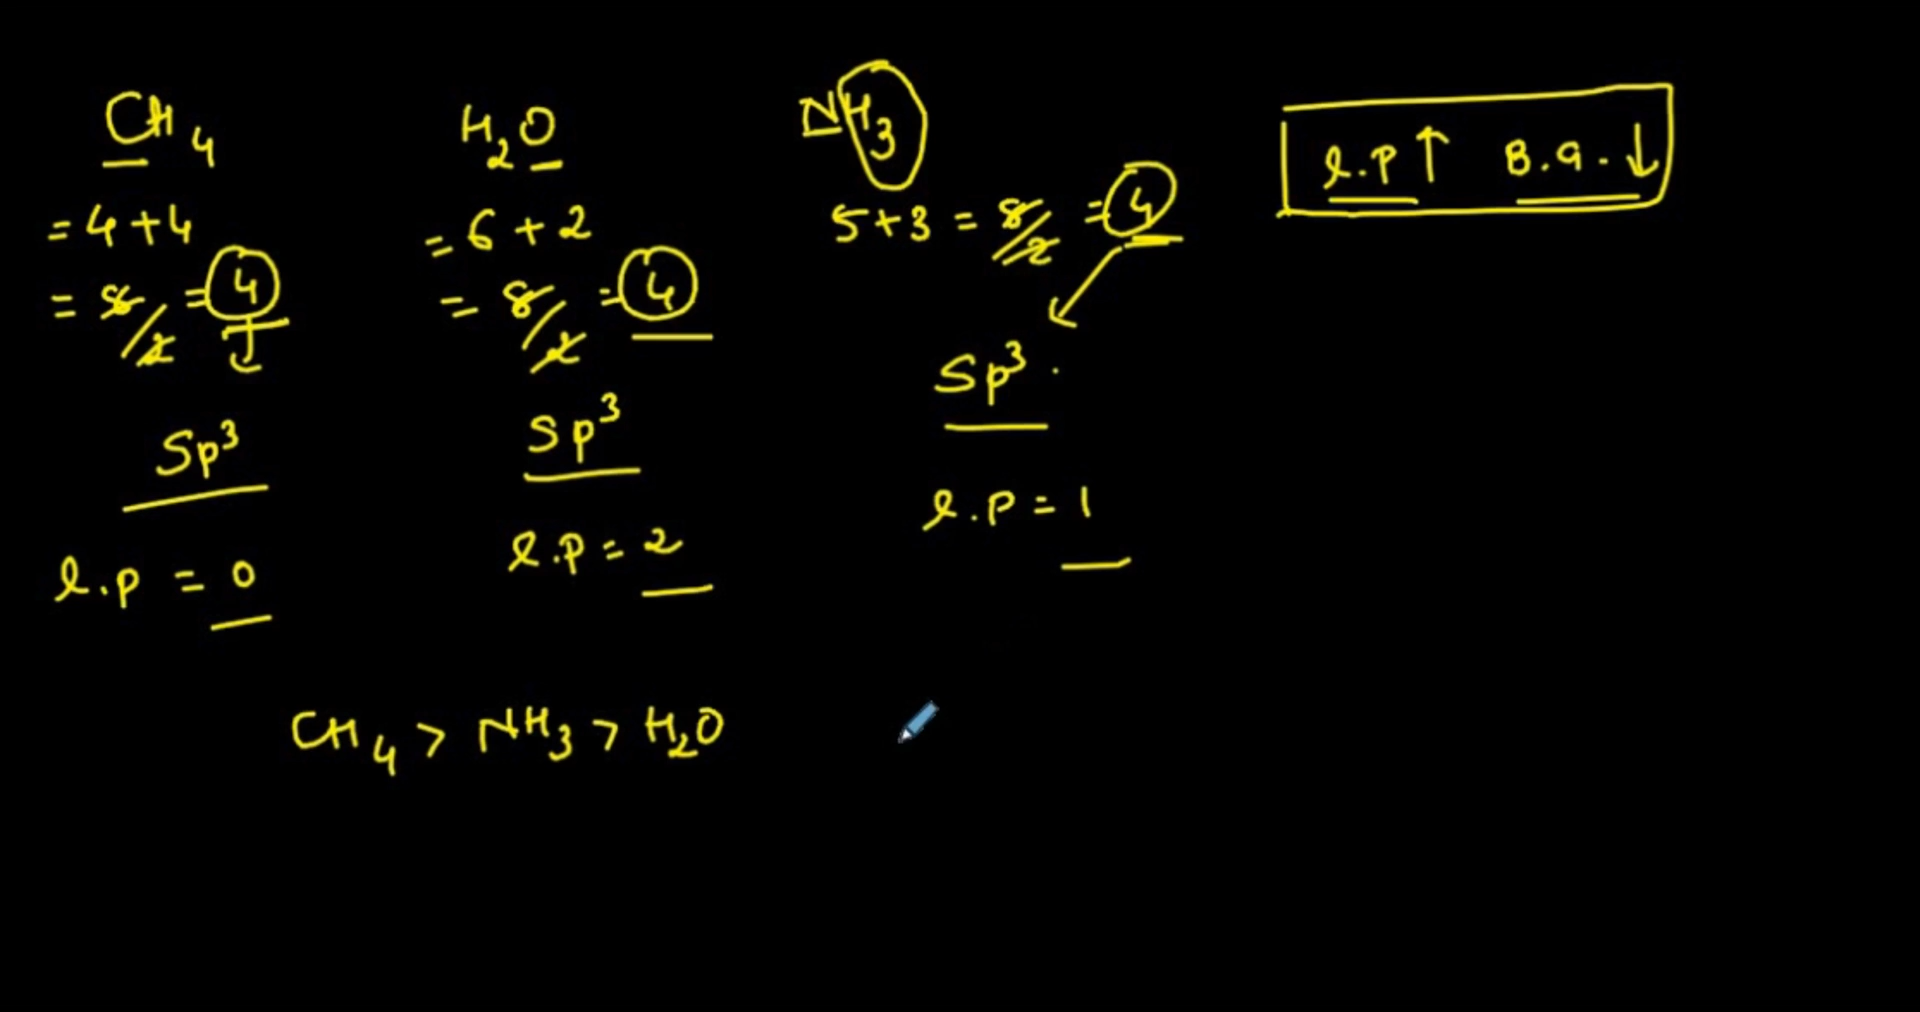 CH4
= 4+4
= 8/2 = 4
Sp³
l.p = 0
H2O
= 6+2
= 8/2 = 4
Sp³
l.p = 2
NH3
5+3 = 8/2 = 4
Sp³.
l.p = 1
l.p↑ B.a.↓
CH4 > NH3 > H2O